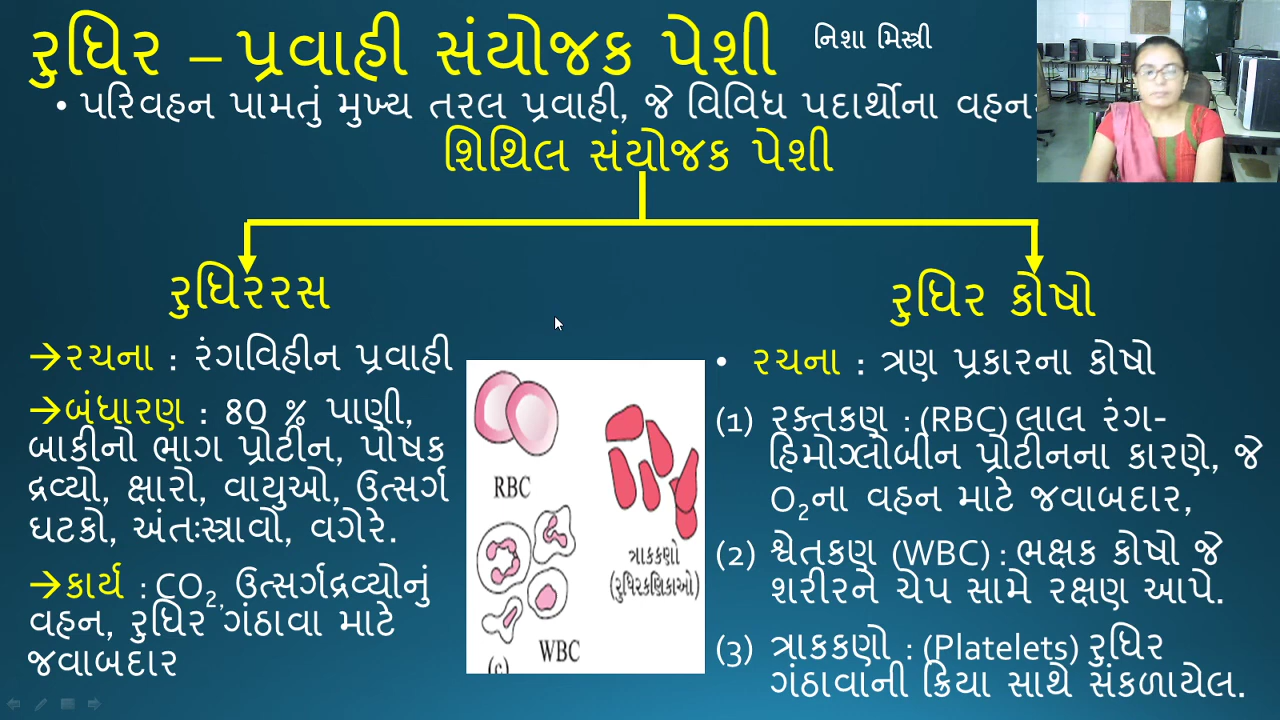 રુધિર – પ્રવાહી સંયોજક પેશી
નિશા મિસ્ત્રી
• પરિવહન પામતું મુખ્ય તરલ પ્રવાહી, જે વિવિધ પદાર્થોના
શિથિલ સંયોજક પેશી
રુધિરરસ
→રચના : રંગવિહીન પ્રવાહી
→બંધારણ : 80 % પાણી,
બાકીનો ભાગ પ્રોટીન, પોષક
દ્રવ્યો, ક્ષારો, વાયુઓ, ઉત્સર્ગ
ઘટકો, અંતઃસ્ત્રાવો, વગેરે.
→કાર્ય : CO₂, ઉત્સર્ગદ્રવ્યોનું
વહન, રુધિર ગંઠાવા માટે
જવાબદાર
RBC
ત્રાકકણો
(રુધિરકણિકાઓ)
WBC
(c)
રુધિર કોષો
• રચના : ત્રણ પ્રકારના કોષો
(1) રક્તકણ : (RBC) લાલ રંગ-
હિમોગ્લોબીન પ્રોટીનના કારણે, જે
O₂ના વહન માટે જવાબદાર,
(2) શ્વેતકણ (WBC) : ભક્ષક કોષો જે
શરીરને ચેપ સામે રક્ષણ આપે.
(3) ત્રાકકણો : (Platelets) રુધિર
ગંઠાવાની ક્રિયા સાથે સંકળાયેલ.